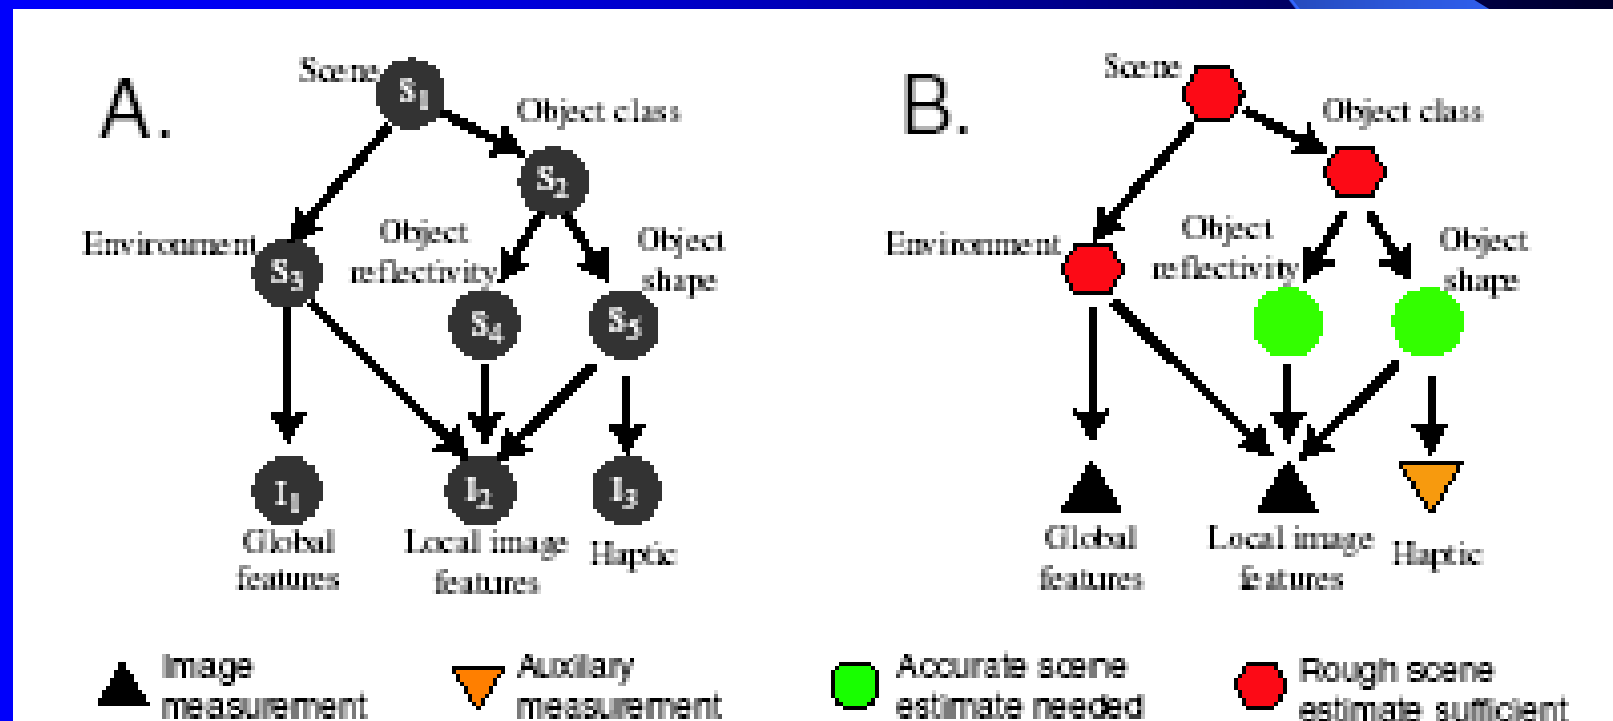 A.
Scene
S1
Object class
S2
Environment
S3
Object
reflectivity
Object
shape
S4
S5
I1
I2
I3
Global
features
Local image
features
Haptic
B.
Scene
Object class
Environment
Object
reflectivity
Object
shape
Global
features
Local image
features
Haptic
Image
measurement
Auxilary
measurement
Accurate scene
estimate needed
Rough scene
estimate sufficient